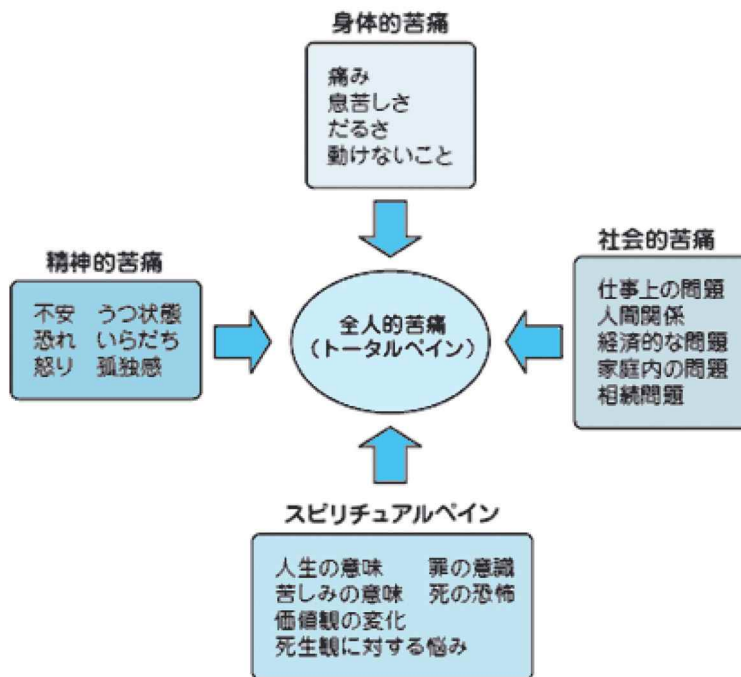 身体的苦痛
痛み
息苦しさ
だるさ
動けないこと
精神的苦痛
不安　うつ状態
恐れ　いらだち
怒り　孤独感
全人的苦痛
（トータルペイン）
社会的苦痛
仕事上の問題
人間関係
経済的な問題
家庭内の問題
相続問題
スピリチュアルペイン
人生の意味　罪の意識
苦しみの意味　死の恐怖
価値観の変化
死生観に対する悩み